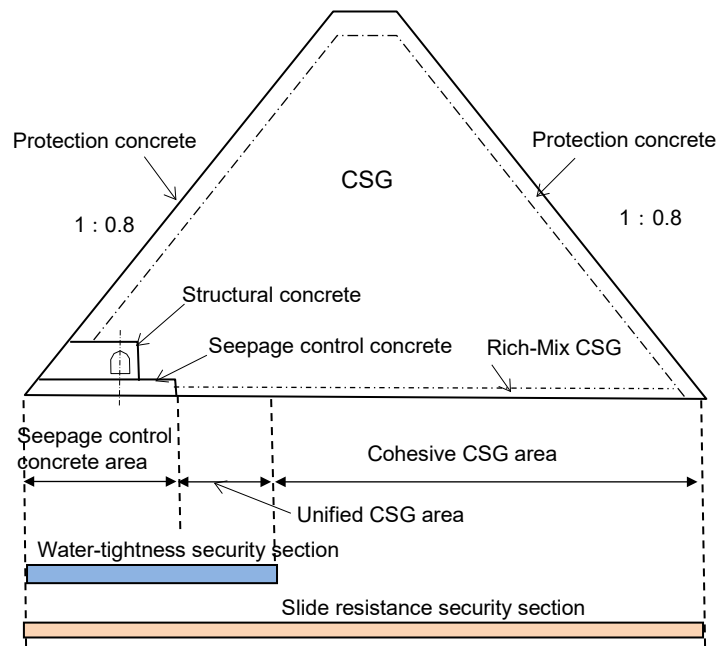 Protection concrete
Protection concrete
CSG
1 : 0.8
1 : 0.8
Structural concrete
Seepage control concrete
Rich-Mix CSG
Seepage control
concrete area
Cohesive CSG area
Unified CSG area
Water-tightness security section
Slide resistance security section